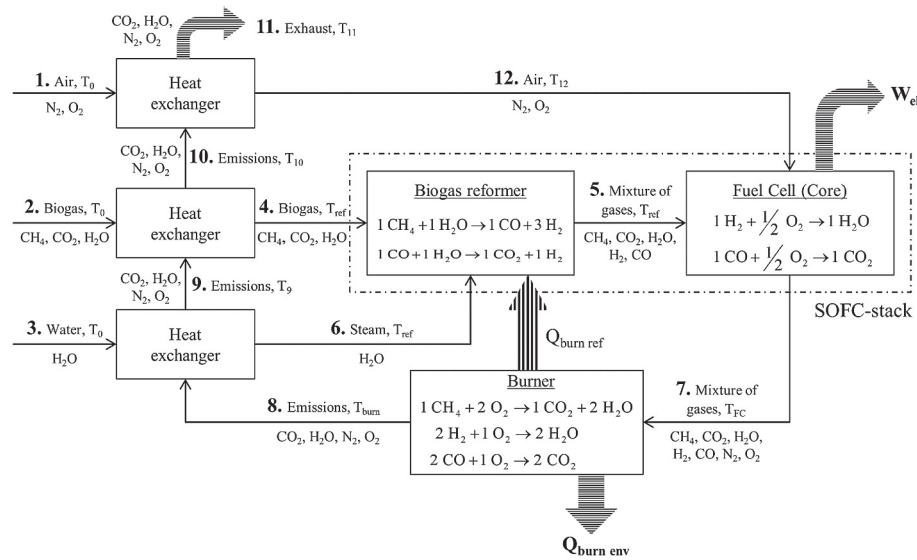 CO₂, H₂O,
N₂, O₂
11. Exhaust, T₁₁
1. Air, T₀
N₂, O₂
Heat
exchanger
12. Air, T₁₂
N₂, O₂
CO₂, H₂O,
N₂, O₂
10. Emissions, T₁₀
2. Biogas, T₀
CH₄, CO₂, H₂O
Heat
exchanger
4. Biogas, Tref
CH₄, CO₂, H₂O
Biogas reformer
1 CH₄ + 1 H₂O → 1 CO + 3 H₂
1 CO + 1 H₂O → 1 CO₂ + 1 H₂
5. Mixture of
gases, Tref
CH₄, CO₂, H₂O,
H₂, CO
Fuel Cell (Core)
1 H₂ + 1/2 O₂ → 1 H₂O
1 CO + 1/2 O₂ → 1 CO₂
SOFC-stack
CO₂, H₂O,
N₂, O₂
9. Emissions, T₉
3. Water, T₀
H₂O
Heat
exchanger
6. Steam, Tref
H₂O
Qburn ref
8. Emissions, Tburn
CO₂, H₂O, N₂, O₂
Burner
1 CH₄ + 2 O₂ → 1 CO₂ + 2 H₂O
2 H₂ + 1 O₂ → 2 H₂O
2 CO + 1 O₂ → 2 CO₂
7. Mixture of
gases, TFC
CH₄, CO₂, H₂O,
H₂, CO, N₂, O₂
Qburn env